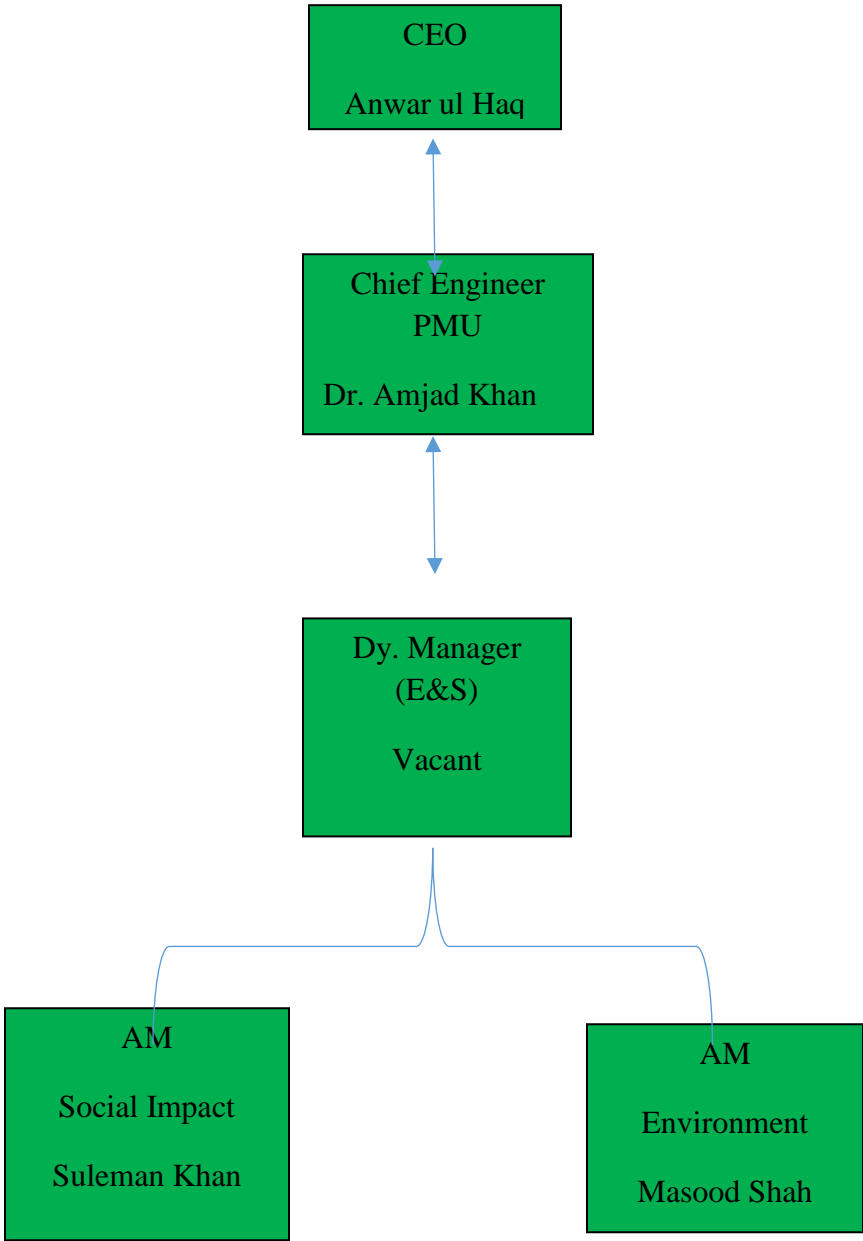 CEO
Anwar ul Haq
Chief Engineer
PMU
Dr. Amjad Khan
Dy. Manager
(E&S)
Vacant
AM
Social Impact
Suleman Khan
AM
Environment
Masood Shah